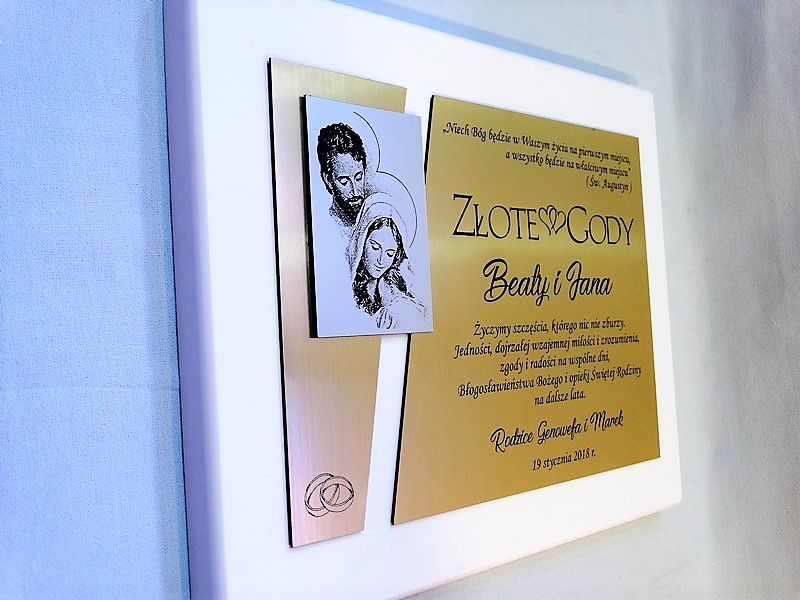 „Niech Bóg będzie w Waszym życiu na pierwszym miejscu,
a wszystko będzie na właściwym miejscu”
(Św. Augustyn)
ZŁOTE GODY
Beaty i Jana
Życzymy szczęścia, którego nic nie zburzy.
Jedności, dojrzałej wzajemnej miłości i zrozumienia,
zgody i radości na wspólne dni,
Błogosławieństwa Bożego i opieki Świętej Rodziny
na dalsze lata.
Rodzice Genowefa i Marek
19 stycznia 2018 r.